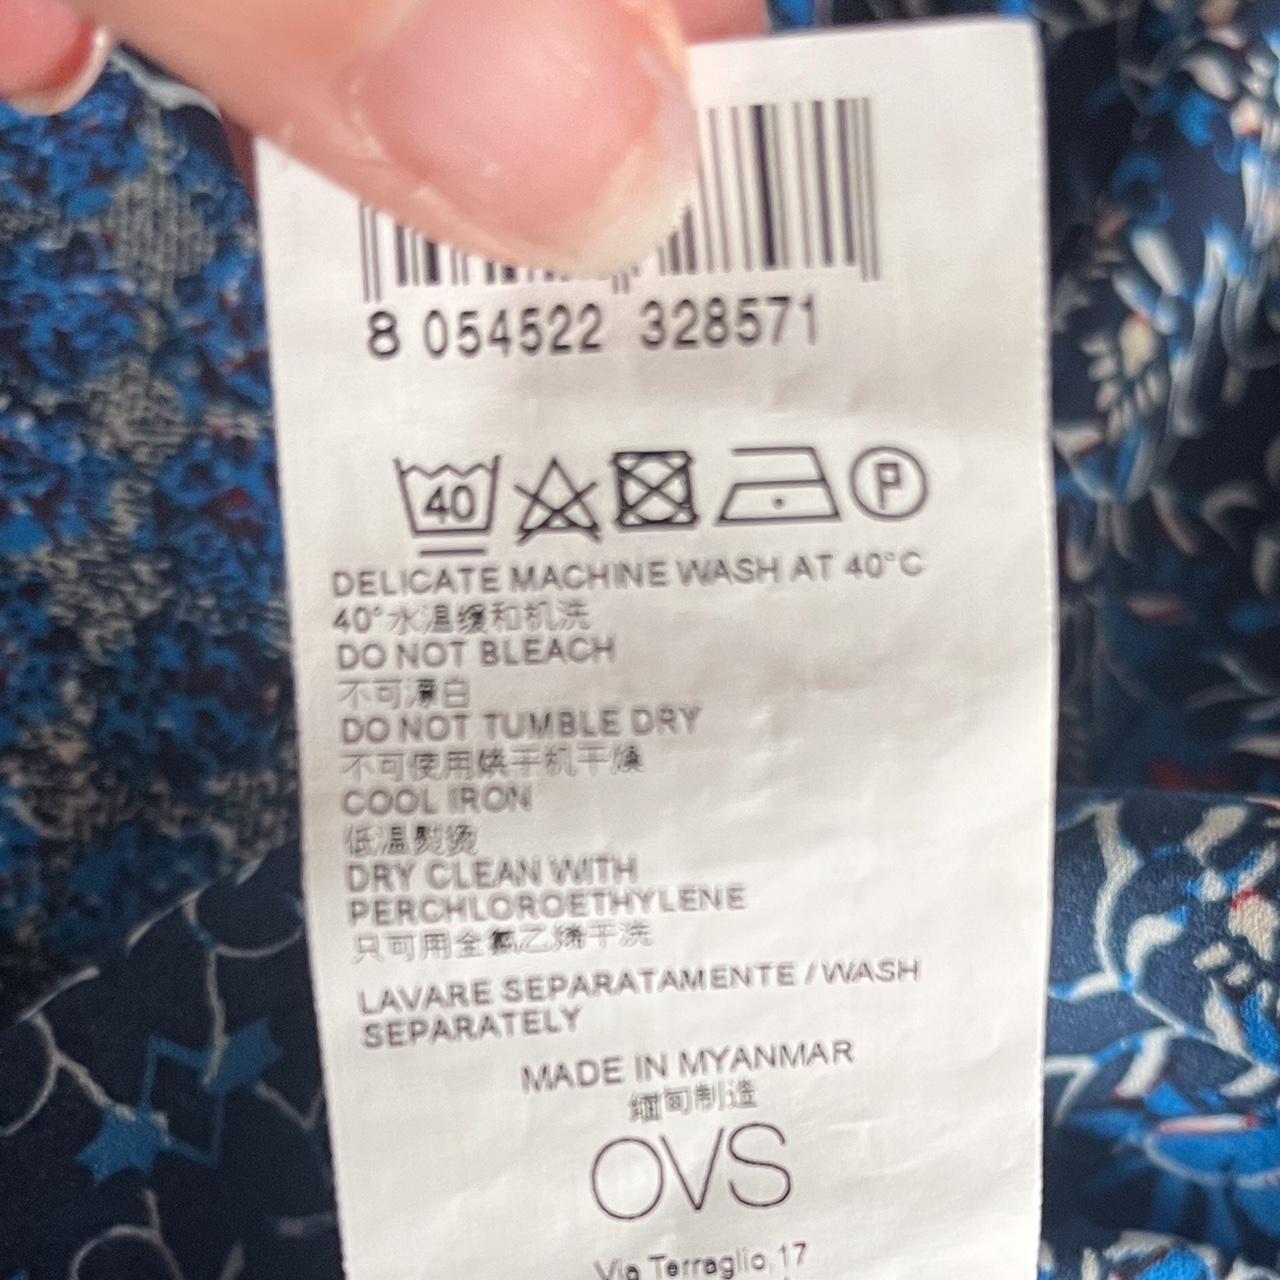 8 054522 328571
40
P
DELICATE MACHINE WASH AT 40°C
40°水温缓和机洗
DO NOT BLEACH
不可漂白
DO NOT TUMBLE DRY
不可使用烘干机干燥
COOL IRON
低温熨烫
DRY CLEAN WITH
PERCHLOROETHYLENE
只可用全氯乙烯干洗
LAVARE SEPARATAMENTE / WASH
SEPARATELY
MADE IN MYANMAR
缅甸制造
OVS
Via Terraglio,17